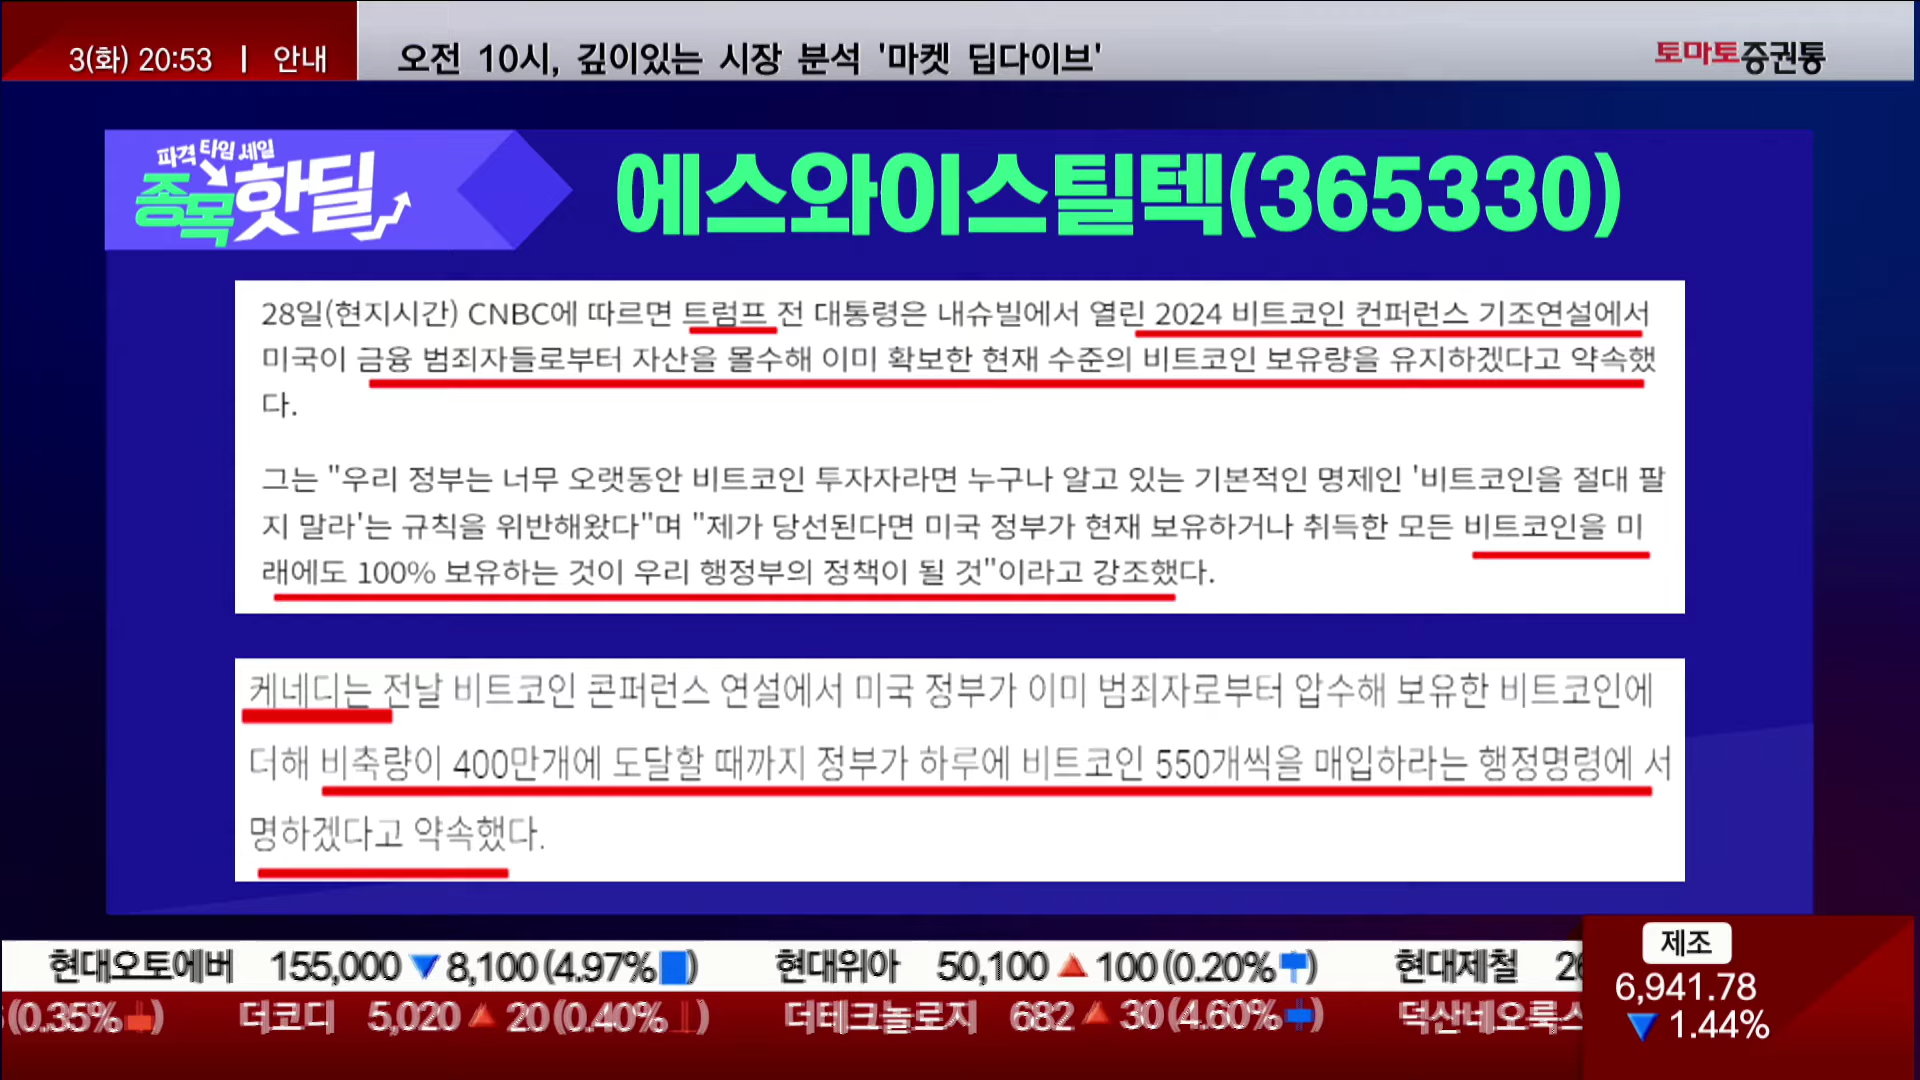 3(화) 20:53 | 안내
오전 10시, 깊이있는 시장 분석 '마켓 딥다이브'
토마토증권통
파격 타임 세일
종목핫딜
에스와이스틸텍(365330)
28일(현지시간) CNBC에 따르면 트럼프 전 대통령은 내슈빌에서 열린 2024 비트코인 컨퍼런스 기조연설에서
미국이 금융 범죄자들로부터 자산을 몰수해 이미 확보한 현재 수준의 비트코인 보유량을 유지하겠다고 약속했
다.
그는 "우리 정부는 너무 오랫동안 비트코인 투자자라면 누구나 알고 있는 기본적인 명제인 '비트코인을 절대 팔
지 말라'는 규칙을 위반해왔다"며 "제가 당선된다면 미국 정부가 현재 보유하거나 취득한 모든 비트코인을 미
래에도 100% 보유하는 것이 우리 행정부의 정책이 될 것"이라고 강조했다.
케네디는 전날 비트코인 콘퍼런스 연설에서 미국 정부가 이미 범죄자로부터 압수해 보유한 비트코인에
더해 비축량이 400만개에 도달할 때까지 정부가 하루에 비트코인 550개씩을 매입하라는 행정명령에 서
명하겠다고 약속했다.
현대오토에버 155,000 ▼ 8,100 (4.97%) 현대위아 50,100 ▲ 100 (0.20%) 현대제철 26
(0.35%) 더코디 5,020 ▲ 20 (0.40%) 더테크놀로지 682 ▲ 30 (4.60%) 덕산네오룩스
제조
6,941.78
▼ 1.44%